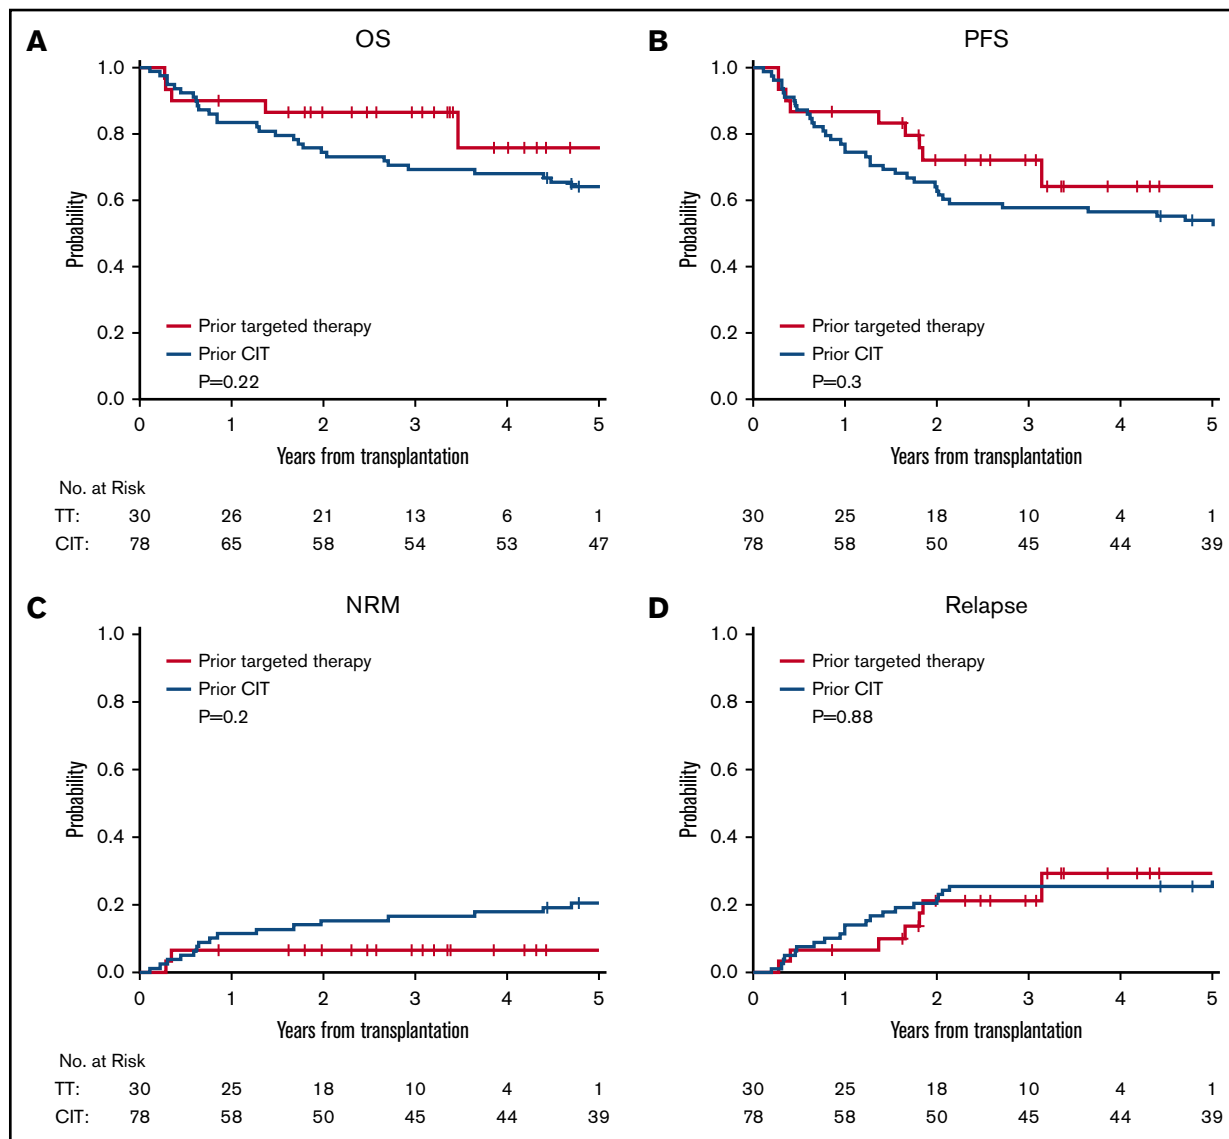 A
OS
1.0
0.8
0.6
0.4
0.2
0.0
Probability
Prior targeted therapy
Prior CIT
P=0.22
0 1 2 3 4 5
Years from transplantation
No. at Risk
TT: 30 26 21 13 6 1
CIT: 78 65 58 54 53 47
B
PFS
1.0
0.8
0.6
0.4
0.2
0.0
Probability
Prior targeted therapy
Prior CIT
P=0.3
0 1 2 3 4 5
Years from transplantation
30 25 18 10 4 1
78 58 50 45 44 39
C
NRM
1.0
0.8
0.6
0.4
0.2
0.0
Probability
Prior targeted therapy
Prior CIT
P=0.2
0 1 2 3 4 5
Years from transplantation
No. at Risk
TT: 30 25 18 10 4 1
CIT: 78 58 50 45 44 39
D
Relapse
1.0
0.8
0.6
0.4
0.2
0.0
Probability
Prior targeted therapy
Prior CIT
P=0.88
0 1 2 3 4 5
Years from transplantation
30 25 18 10 4 1
78 58 50 45 44 39